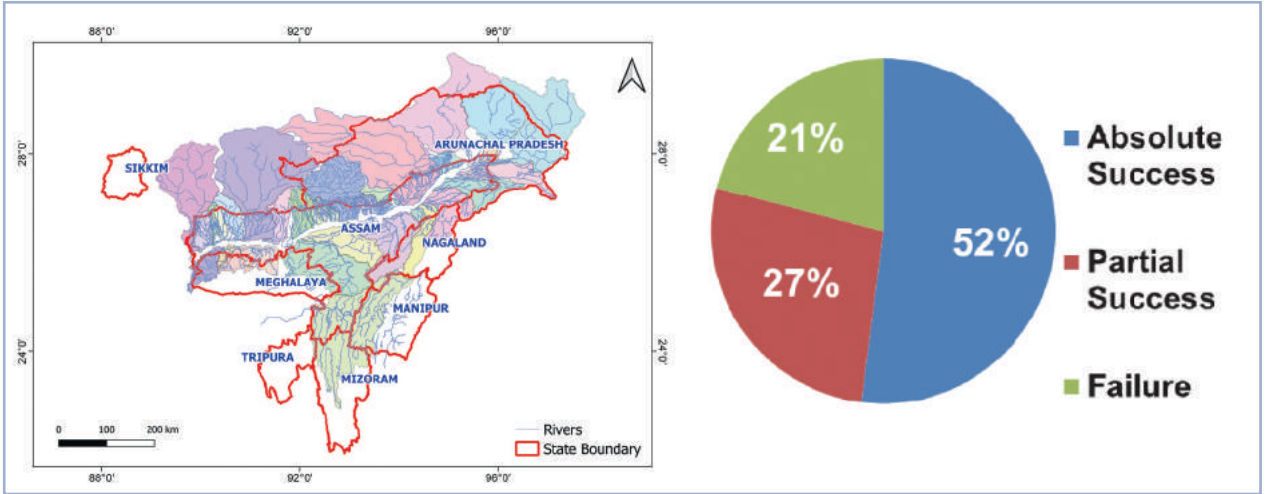 88°0'
92°0'
96°0'
28°0'
28°0'
24°0'
24°0'
ARUNACHAL PRADESH
SIKKIM
ASSAM
NAGALAND
MEGHALAYA
MANIPUR
TRIPURA
MIZORAM
0 100 200 km
Rivers
State Boundary
88°0'
92°0'
96°0'
21%
52%
27%
Absolute
Success
Partial
Success
Failure